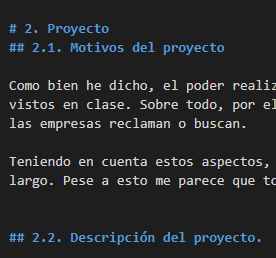 # 2. Proyecto
## 2.1. Motivos del proyecto
Como bien he dicho, el poder realiz
vistos en clase. Sobre todo, por el
las empresas reclaman o buscan.
Teniendo en cuenta estos aspectos,
largo. Pese a esto me parece que to
## 2.2. Descripción del proyecto.